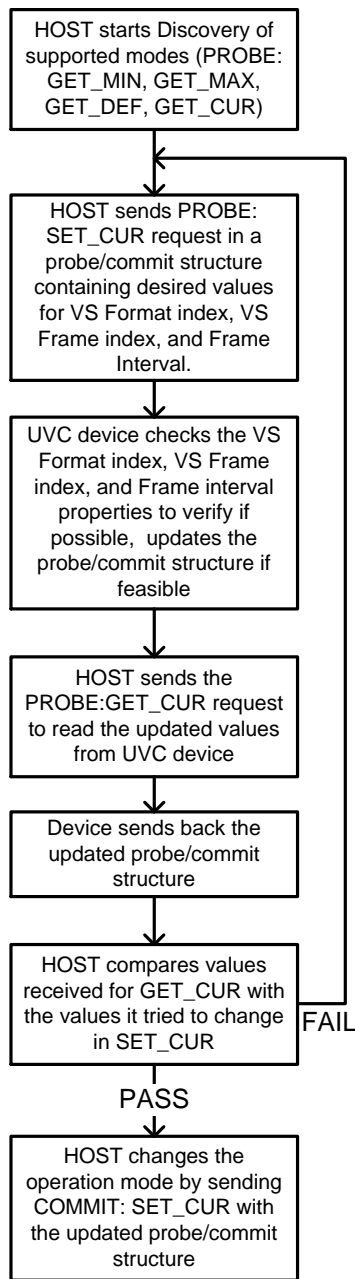 HOST starts Discovery of
supported modes (PROBE:
GET_MIN, GET_MAX,
GET_DEF, GET_CUR)
HOST sends PROBE:
SET_CUR request in a
probe/commit structure
containing desired values
for VS Format index, VS
Frame index, and Frame
Interval.
UVC device checks the VS
Format index, VS Frame
index, and Frame interval
properties to verify if
possible, updates the
probe/commit structure if
feasible
HOST sends the
PROBE:GET_CUR request
to read the updated values
from UVC device
Device sends back the
updated probe/commit
structure
HOST compares values
received for GET_CUR with
the values it tried to change
in SET_CUR
FAIL
PASS
HOST changes the
operation mode by sending
COMMIT: SET_CUR with
the updated probe/commit
structure